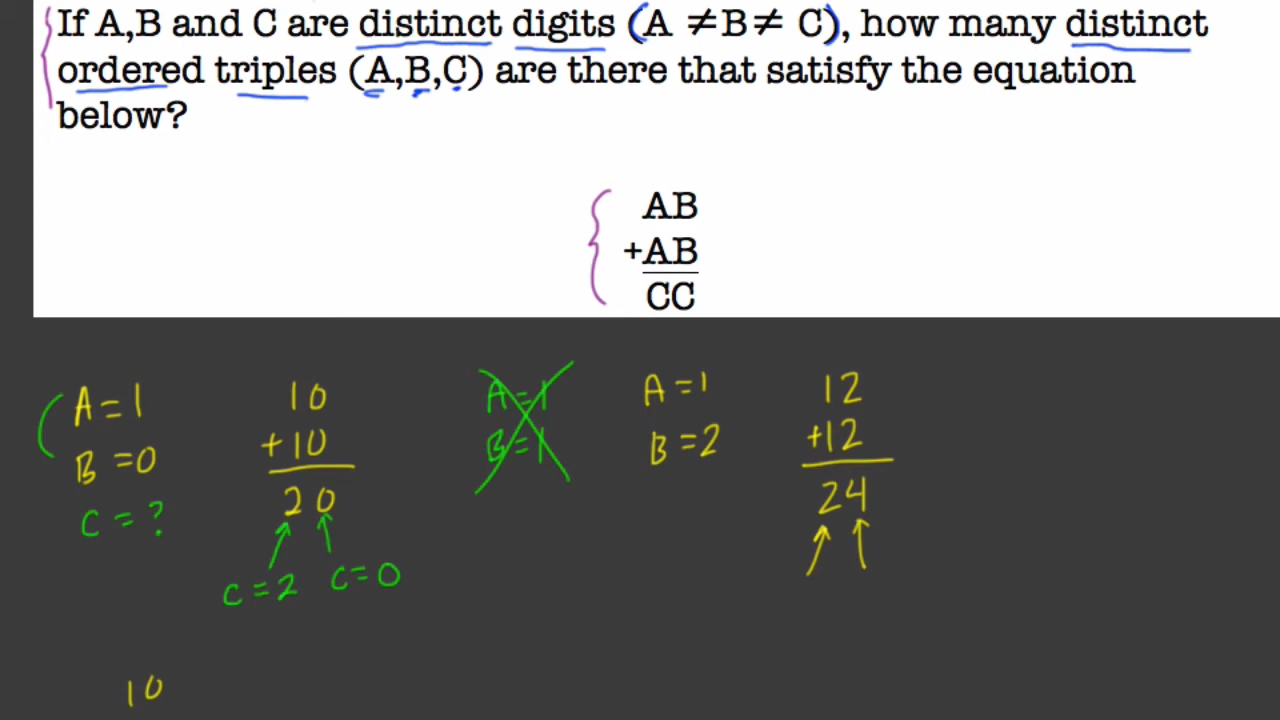 If A,B and C are distinct digits (A ≠B≠ C), how many distinct
ordered triples (A,B,C) are there that satisfy the equation
below?
AB
+AB
CC
A=1
B=0
C=?
10
+10
20
C=2 C=0
A=1
B=1
A=1
B=2
12
+12
24
10